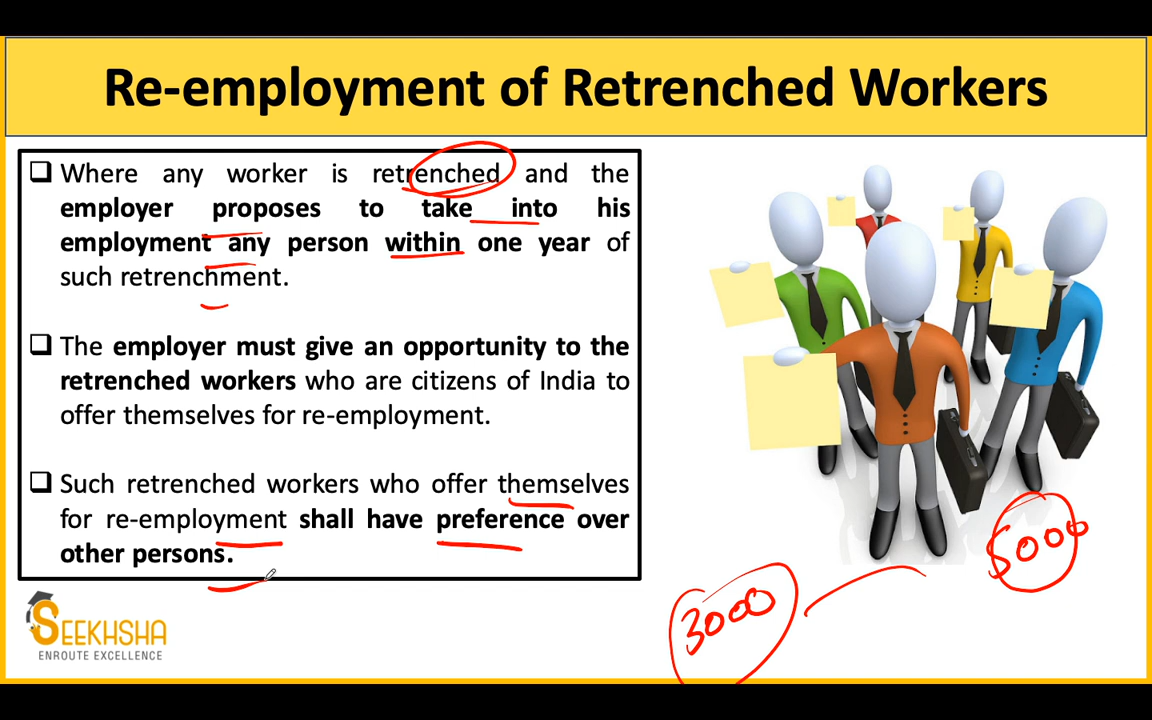 Re-employment of Retrenched Workers
Where any worker is retrenched and the
employer proposes to take into his
employment any person within one year of
such retrenchment.
The employer must give an opportunity to the
retrenched workers who are citizens of India to
offer themselves for re-employment.
Such retrenched workers who offer themselves
for re-employment shall have preference over
other persons.
5000
3000
SEEKHSHA
ENROUTE EXCELLENCE